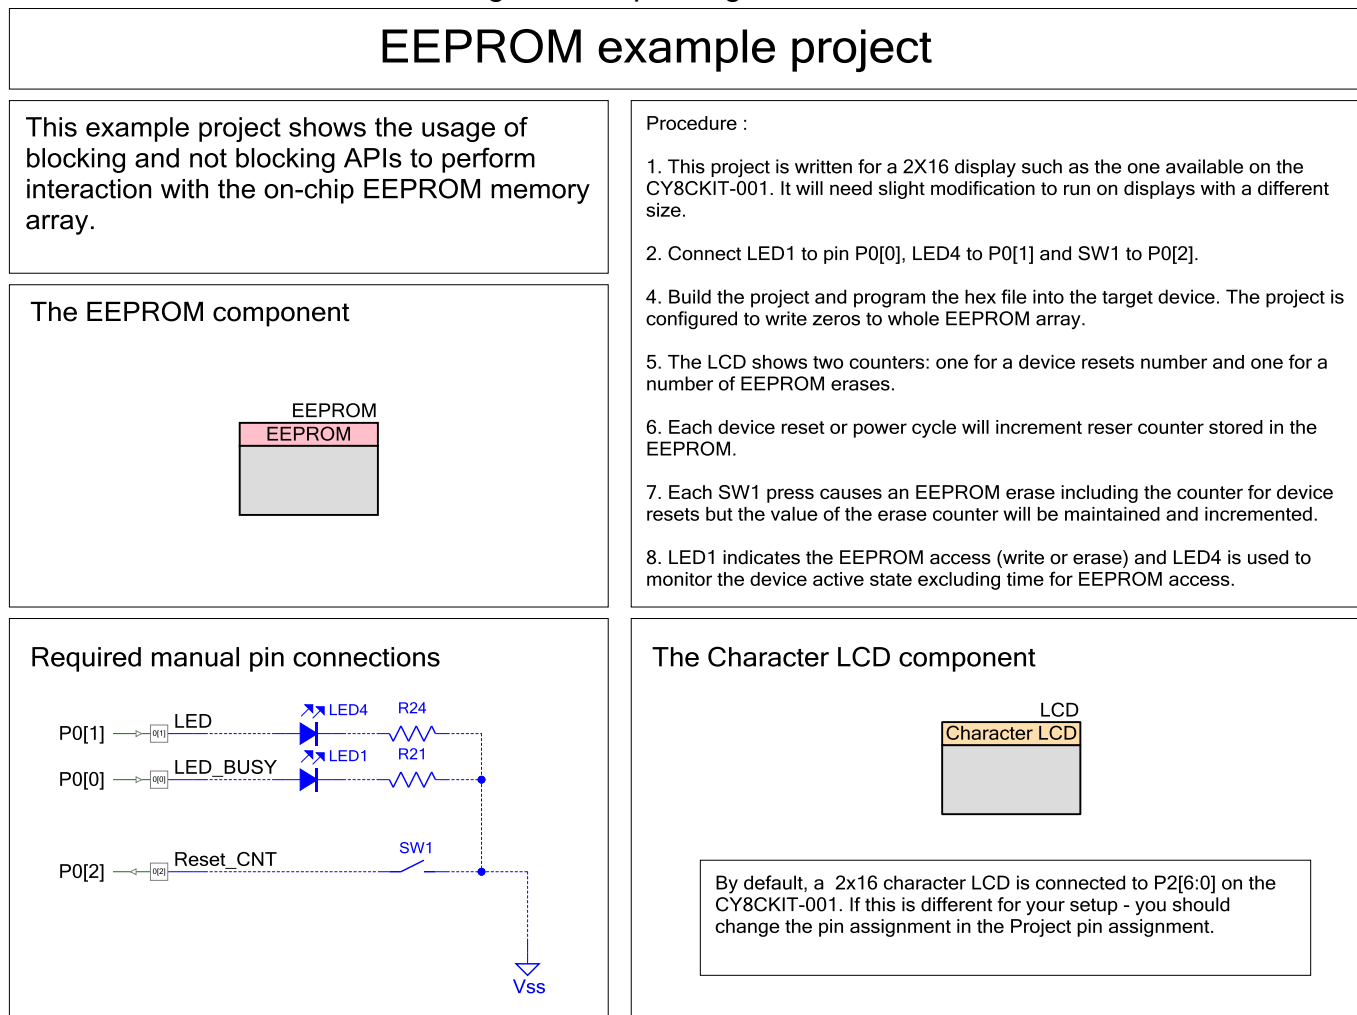 EEPROM example project
This example project shows the usage of
blocking and not blocking APIs to perform
interaction with the on-chip EEPROM memory
array.
The EEPROM component
EEPROM
EEPROM
Procedure :
1. This project is written for a 2X16 display such as the one available on the
CY8CKIT-001. It will need slight modification to run on displays with a different
size.
2. Connect LED1 to pin P0[0], LED4 to P0[1] and SW1 to P0[2].
4. Build the project and program the hex file into the target device. The project is
configured to write zeros to whole EEPROM array.
5. The LCD shows two counters: one for a device resets number and one for a
number of EEPROM erases.
6. Each device reset or power cycle will increment reser counter stored in the
EEPROM.
7. Each SW1 press causes an EEPROM erase including the counter for device
resets but the value of the erase counter will be maintained and incremented.
8. LED1 indicates the EEPROM access (write or erase) and LED4 is used to
monitor the device active state excluding time for EEPROM access.
Required manual pin connections
P0[1] 0[1] LED LED4 R24
P0[0] 0[0] LED_BUSY LED1 R21
P0[2] 0[2] Reset_CNT SW1
Vss
The Character LCD component
LCD
Character LCD
By default, a 2x16 character LCD is connected to P2[6:0] on the
CY8CKIT-001. If this is different for your setup - you should
change the pin assignment in the Project pin assignment.